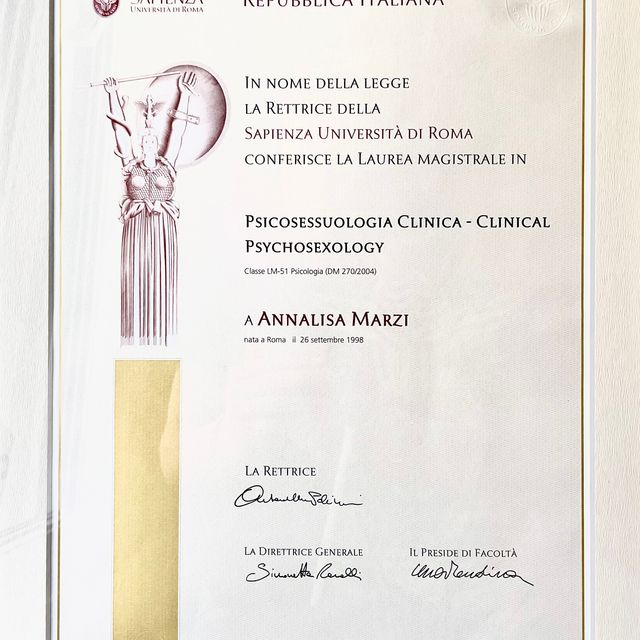 SAPIENZA
UNIVERSITÀ DI ROMA
REPUBBLICA ITALIANA
IN NOME DELLA LEGGE
LA RETTRICE DELLA
SAPIENZA UNIVERSITÀ DI ROMA
CONFERISCE LA LAUREA MAGISTRALE IN
PSICOSESSUOLOGIA CLINICA - CLINICAL
PSYCHOSEXOLOGY
Classe LM-51 Psicologia (DM 270/2004)
A ANNALISA MARZI
nata a Roma il 26 settembre 1998
LA RETTRICE
LA DIRETTRICE GENERALE
IL PRESIDE DI FACOLTÀ
Simonetta Ranalli